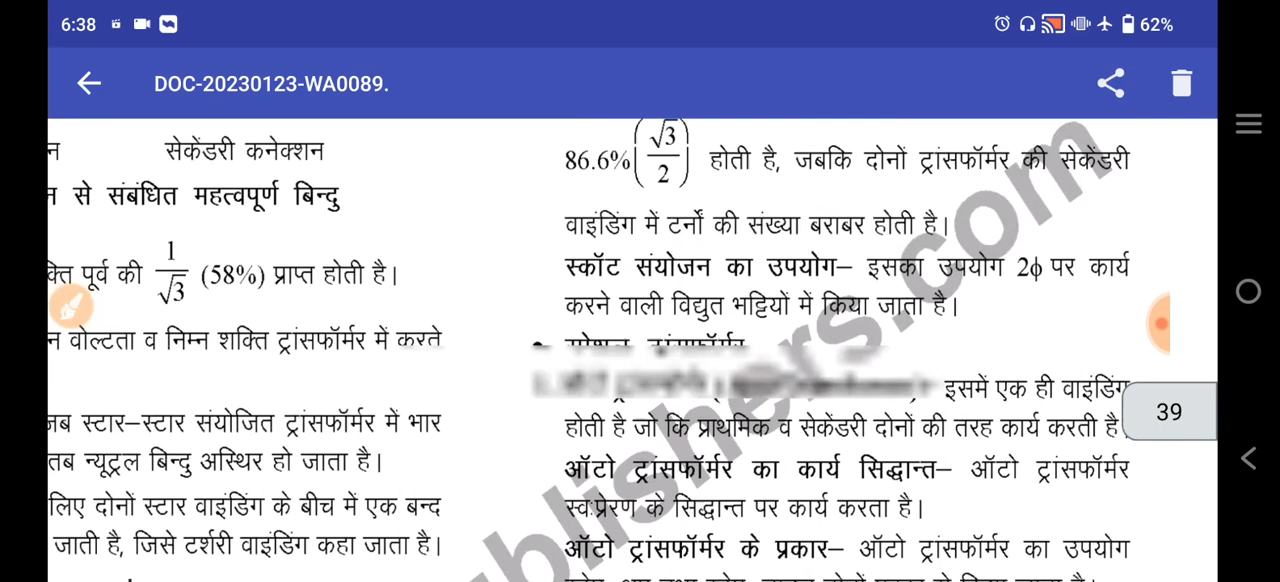 6:38
62%
DOC-20230123-WA0089.
सेकेंडरी कनेक्शन
से संबंधित महत्वपूर्ण बिन्दु
पूर्व की 1/√3 (58%) प्राप्त होती है।
वोल्टता व निम्न शक्ति ट्रांसफॉर्मर में करते
स्टार–स्टार संयोजित ट्रांसफॉर्मर में भार
तब न्यूट्रल बिन्दु अस्थिर हो जाता है।
लिए दोनों स्टार वाइंडिंग के बीच में एक बन्द
जाती है, जिसे टर्शरी वाइंडिंग कहा जाता है।
86.6%(√3/2) होती है, जबकि दोनों ट्रांसफॉर्मर की सेकेंडरी
वाइंडिंग में टर्नों की संख्या बराबर होती है।
स्कॉट संयोजन का उपयोग– इसका उपयोग 2ϕ पर कार्य
करने वाली विद्युत भट्टियों में किया जाता है।
इसमें एक ही वाइंडिंग
होती है जो कि प्राथमिक व सेकेंडरी दोनों की तरह कार्य करती है
ऑटो ट्रांसफॉर्मर का कार्य सिद्धान्त– ऑटो ट्रांसफॉर्मर
स्वःप्रेरण के सिद्धान्त पर कार्य करता है।
ऑटो ट्रांसफॉर्मर के प्रकार– ऑटो ट्रांसफॉर्मर का उपयोग
39
blishers.com